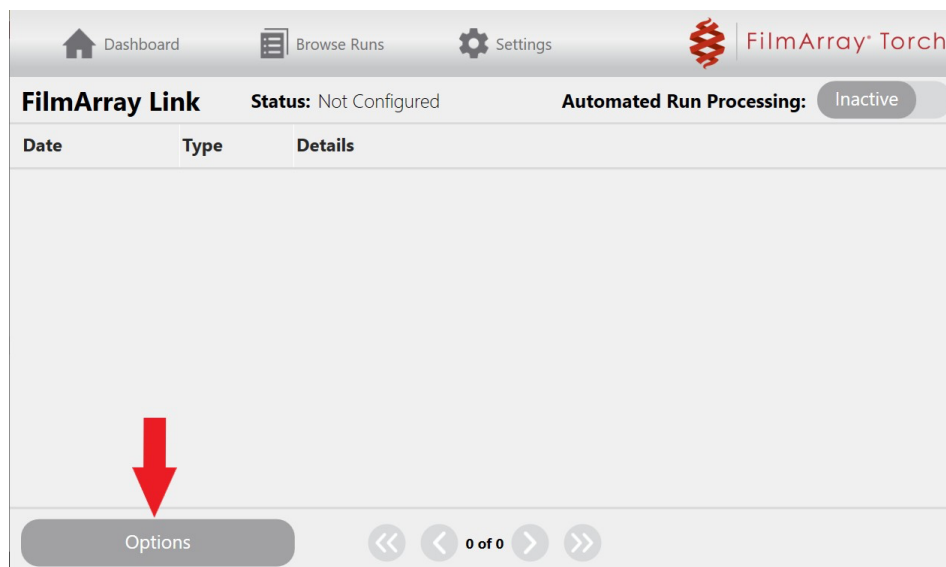 Dashboard Browse Runs Settings FilmArray® Torch
FilmArray Link Status: Not Configured Automated Run Processing: Inactive
Date Type Details
Options 0 of 0